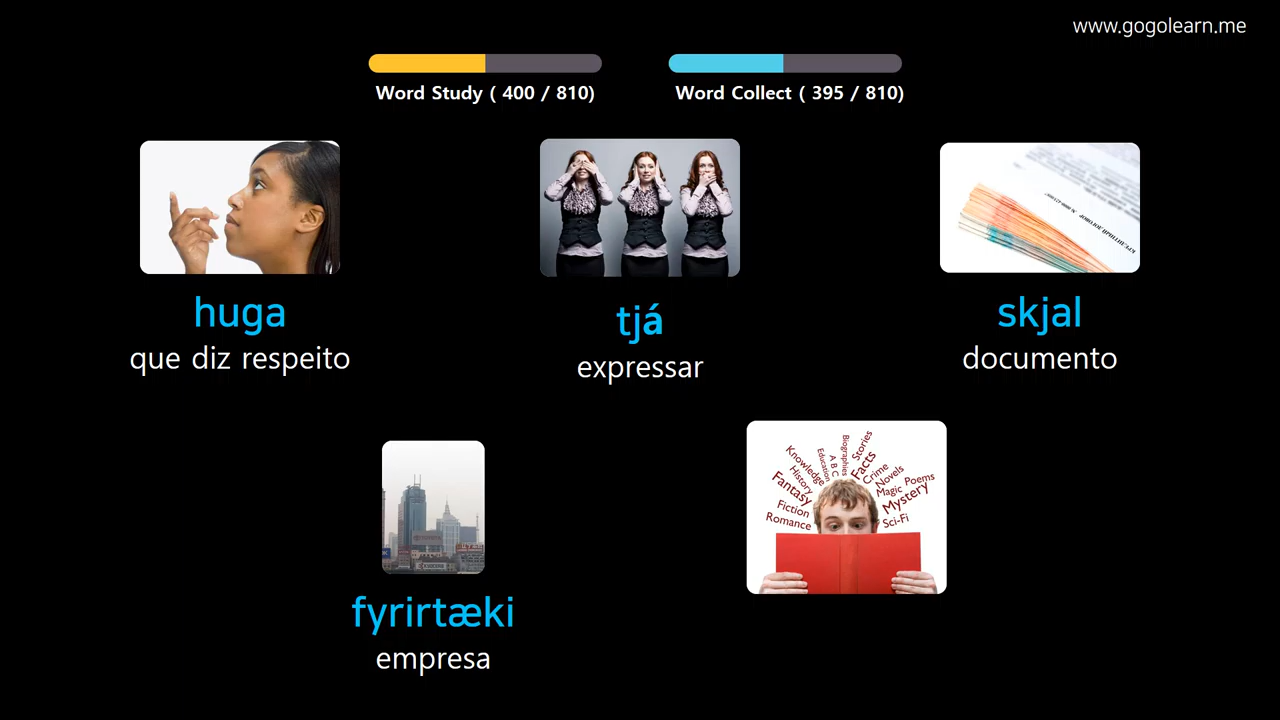 www.gogolearn.me
Word Study ( 400 / 810)
Word Collect ( 395 / 810)
huga
que diz respeito
tjá
expressar
skjal
documento
fyrirtæki
empresa
Biographies
Stories
Education
A B C
Facts
Knowledge
Crime
History
Novels
Fantasy
Magic
Poems
Mystery
Fiction
Romance
Sci-Fi